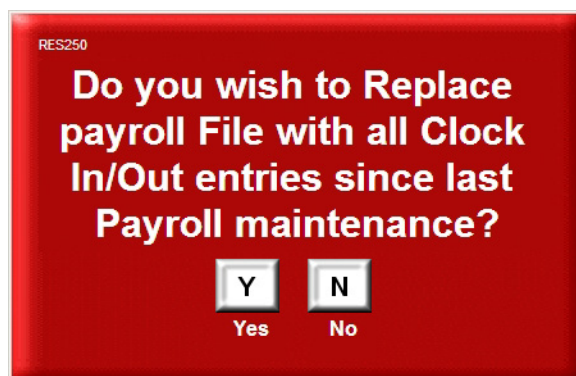 RES250
Do you wish to Replace
payroll File with all Clock
In/Out entries since last
Payroll maintenance?
Y N
Yes No